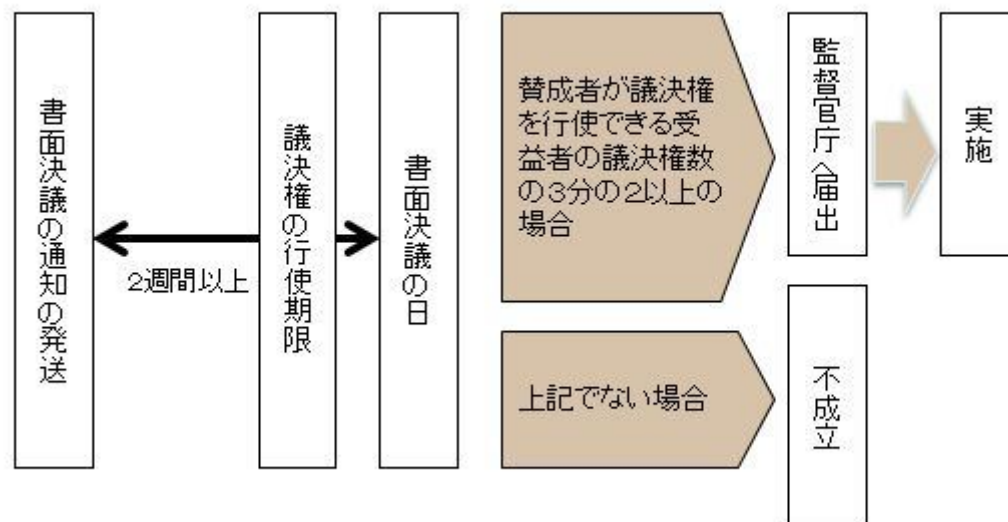 書面決議の通知の発送
2週間以上
議決権の行使期限
書面決議の日
賛成者が議決権
を行使できる受
益者の議決権数
の3分の2以上の
場合
監督官庁へ届出
実施
上記でない場合
不成立